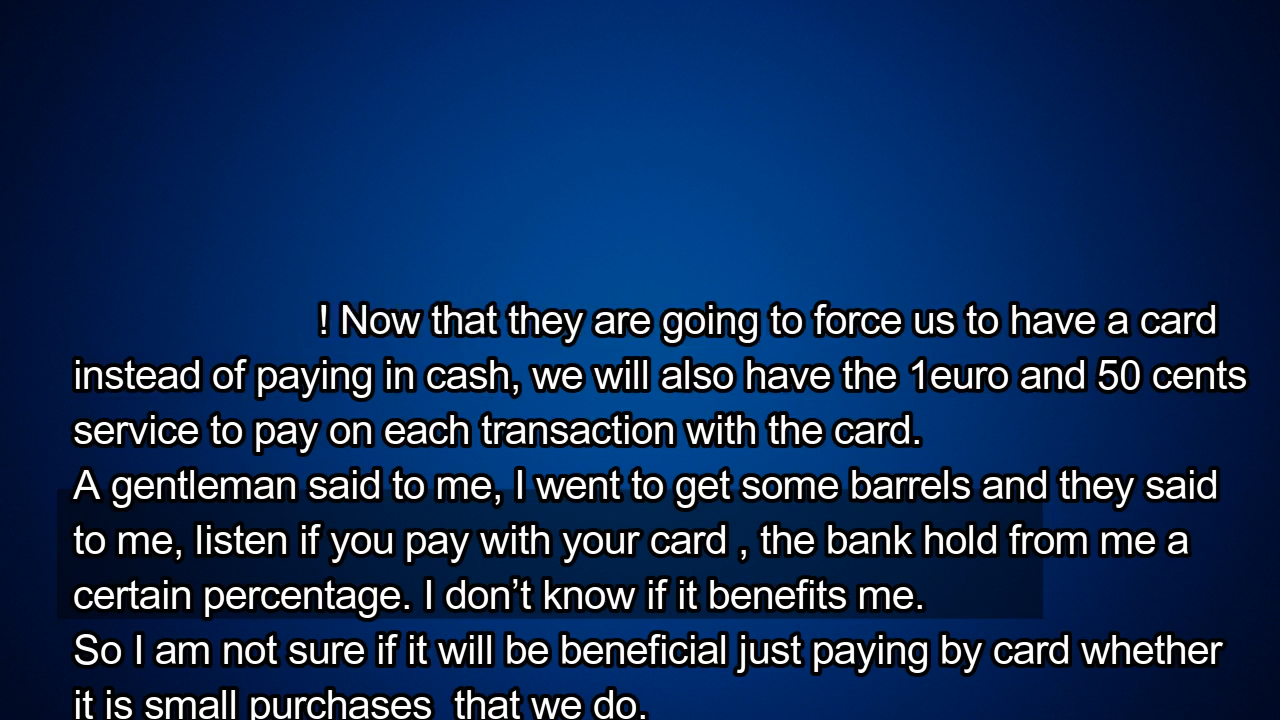 ! Now that they are going to force us to have a card
instead of paying in cash, we will also have the 1euro and 50 cents
service to pay on each transaction with the card.
A gentleman said to me, I went to get some barrels and they said
to me, listen if you pay with your card , the bank hold from me a
certain percentage. I don’t know if it benefits me.
So I am not sure if it will be beneficial just paying by card whether
it is small purchases  that we do.